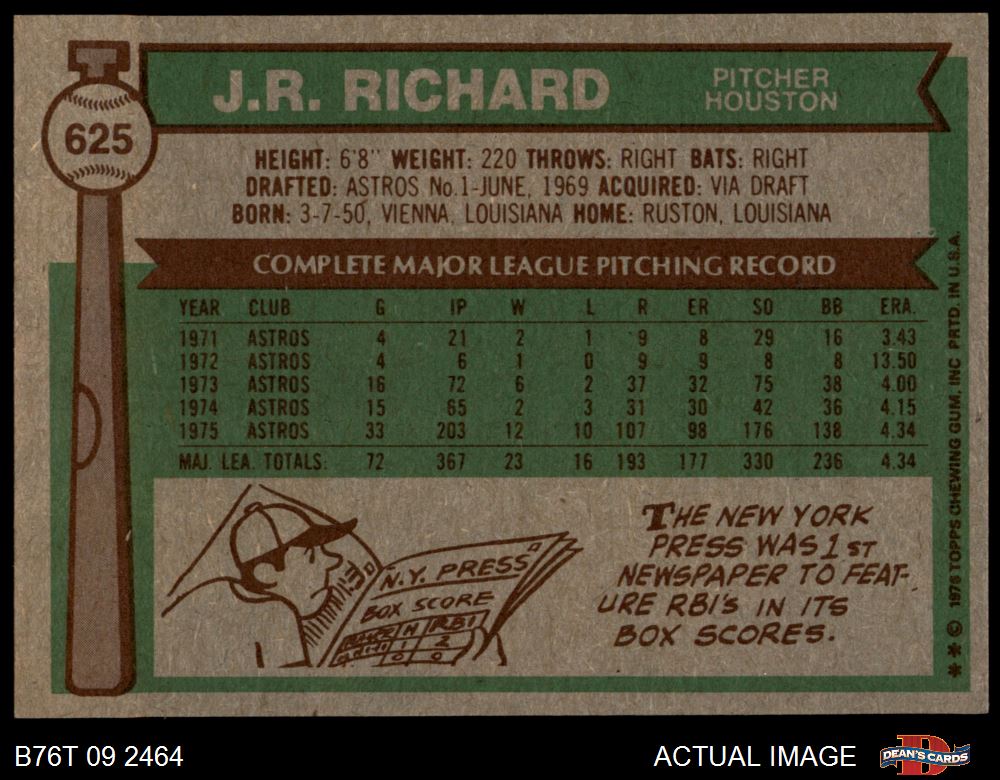 625
J.R. RICHARD
PITCHER
HOUSTON
HEIGHT: 6'8" WEIGHT: 220 THROWS: RIGHT BATS: RIGHT
DRAFTED: ASTROS No.1-JUNE, 1969 ACQUIRED: VIA DRAFT
BORN: 3-7-50, VIENNA, LOUISIANA HOME: RUSTON, LOUISIANA
COMPLETE MAJOR LEAGUE PITCHING RECORD
YEAR CLUB G IP W L R ER SO BB ERA.
1971 ASTROS 4 21 2 1 9 8 29 16 3.43
1972 ASTROS 4 6 1 0 9 9 8 8 13.50
1973 ASTROS 16 72 6 2 37 32 75 38 4.00
1974 ASTROS 15 65 2 3 31 30 42 36 4.15
1975 ASTROS 33 203 12 10 107 98 176 138 4.34
MAJ. LEA. TOTALS: 72 367 23 16 193 177 330 236 4.34
N.Y. PRESS
BOX SCORE
H RBI
1 2
0 0
THE NEW YORK
PRESS WAS 1ST
NEWSPAPER TO FEAT-
URE RBI'S IN ITS
BOX SCORES.
** © 1976 TOPPS CHEWING GUM, INC PRTD. IN U.S.A.
B76T 09 2464
ACTUAL IMAGE
DEAN'S CARDS